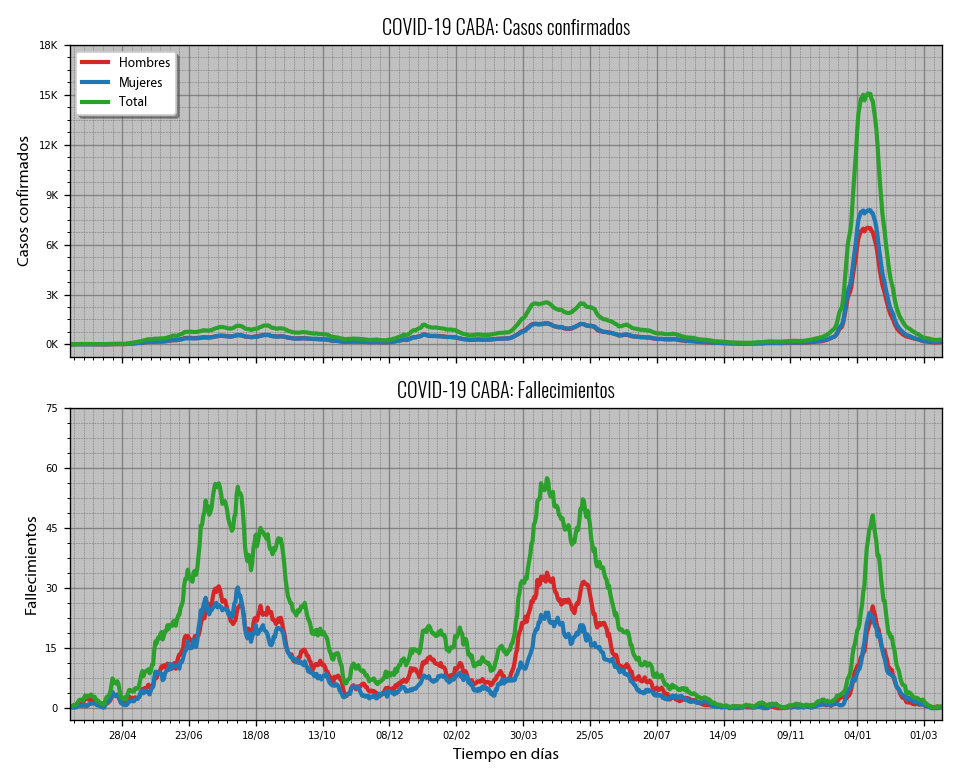 COVID-19 CABA: Casos confirmados
18K
15K
12K
9K
6K
3K
0K
Casos confirmados
Hombres
Mujeres
Total
COVID-19 CABA: Fallecimientos
75
60
45
30
15
0
Fallecimientos
28/04 23/06 18/08 13/10 08/12 02/02 30/03 25/05 20/07 14/09 09/11 04/01 01/03
Tiempo en días